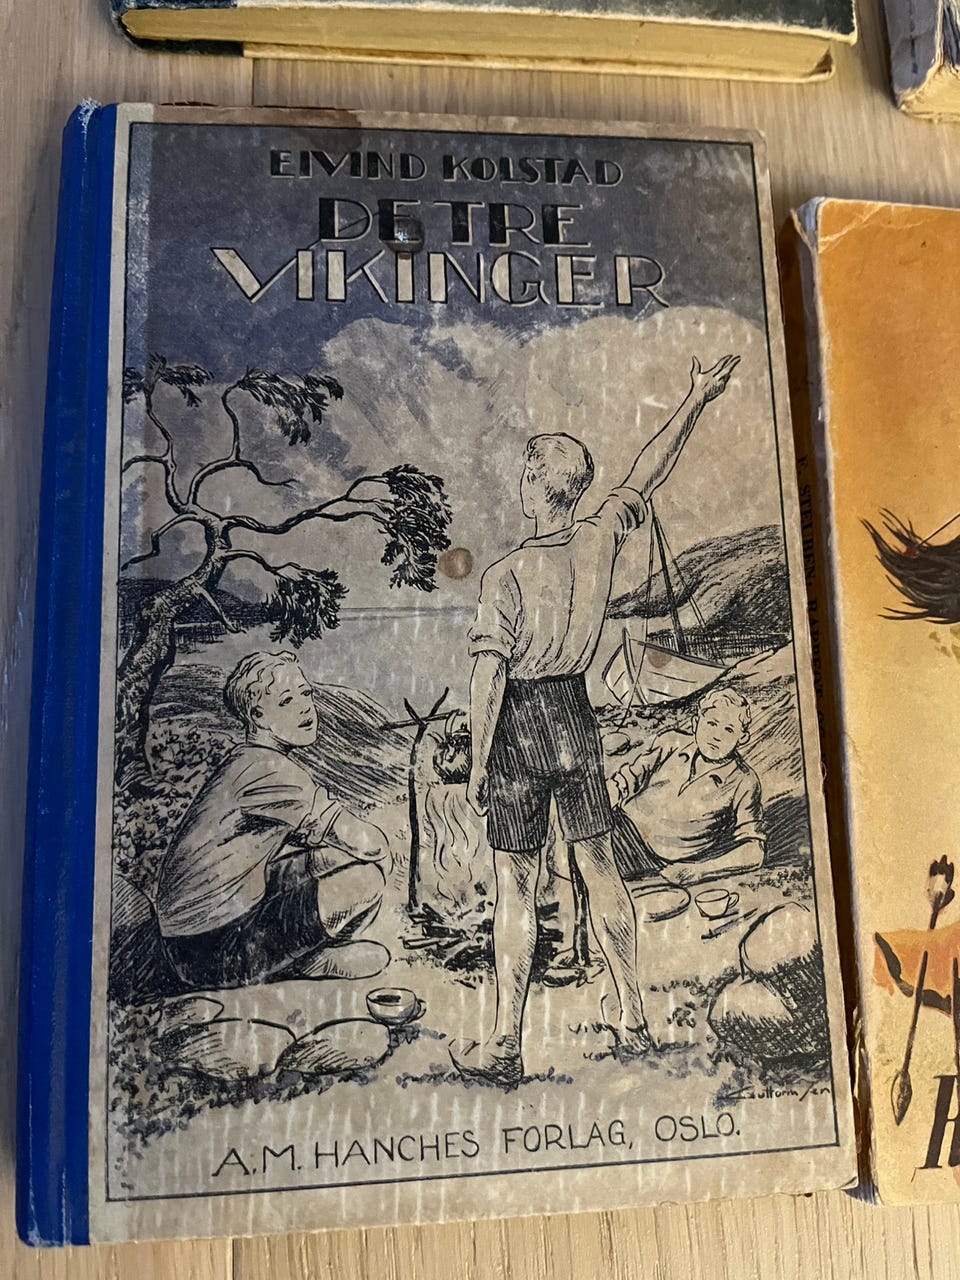 EIVIND KOLSTAD
DE TRE
VIKINGER
A.M. HANCHES FORLAG, OSLO.